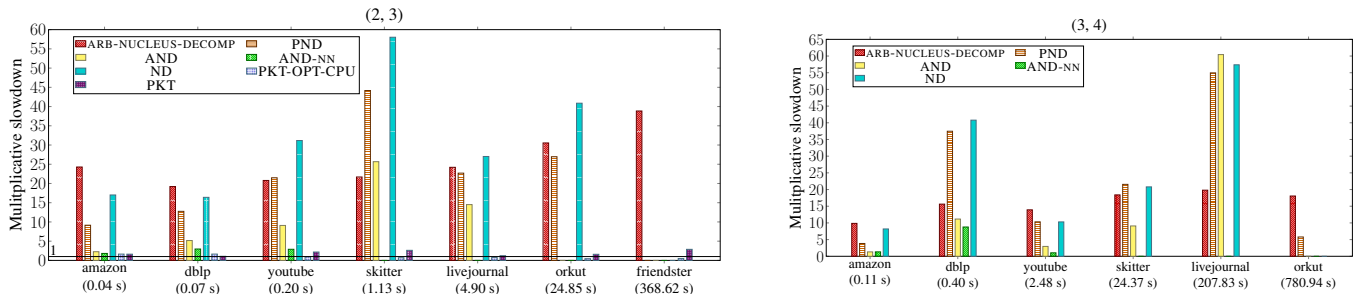 (2, 3)
Mulitplicative slowdown
60
55
50
45
40
35
30
25
20
15
10
5
0
1
ARB-NUCLEUS-DECOMP
PND
AND
AND-NN
ND
PKT-OPT-CPU
PKT
amazon
dblp
youtube
skitter
livejournal
orkut
friendster
(0.04 s)
(0.07 s)
(0.20 s)
(1.13 s)
(4.90 s)
(24.85 s)
(368.62 s)
(3, 4)
Mulitplicative slowdown
65
60
55
50
45
40
35
30
25
20
15
10
5
0
ARB-NUCLEUS-DECOMP
PND
AND
AND-NN
ND
amazon
dblp
youtube
skitter
livejournal
orkut
(0.11 s)
(0.40 s)
(2.48 s)
(24.37 s)
(207.83 s)
(780.94 s)